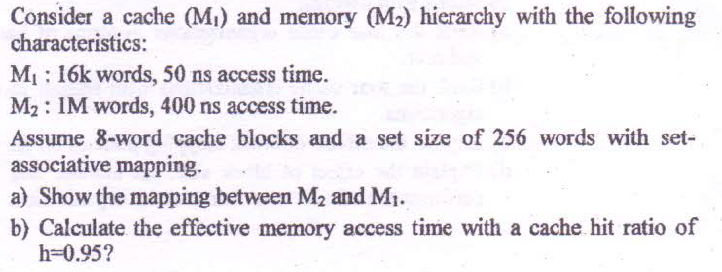 Consider a cache (M₁) and memory (M₂) hierarchy with the following
characteristics:
M₁ : 16k words, 50 ns access time.
M₂ : 1M words, 400 ns access time.
Assume 8-word cache blocks and a set size of 256 words with set-
associative mapping.
a) Show the mapping between M₂ and M₁.
b) Calculate the effective memory access time with a cache hit ratio of
h=0.95?